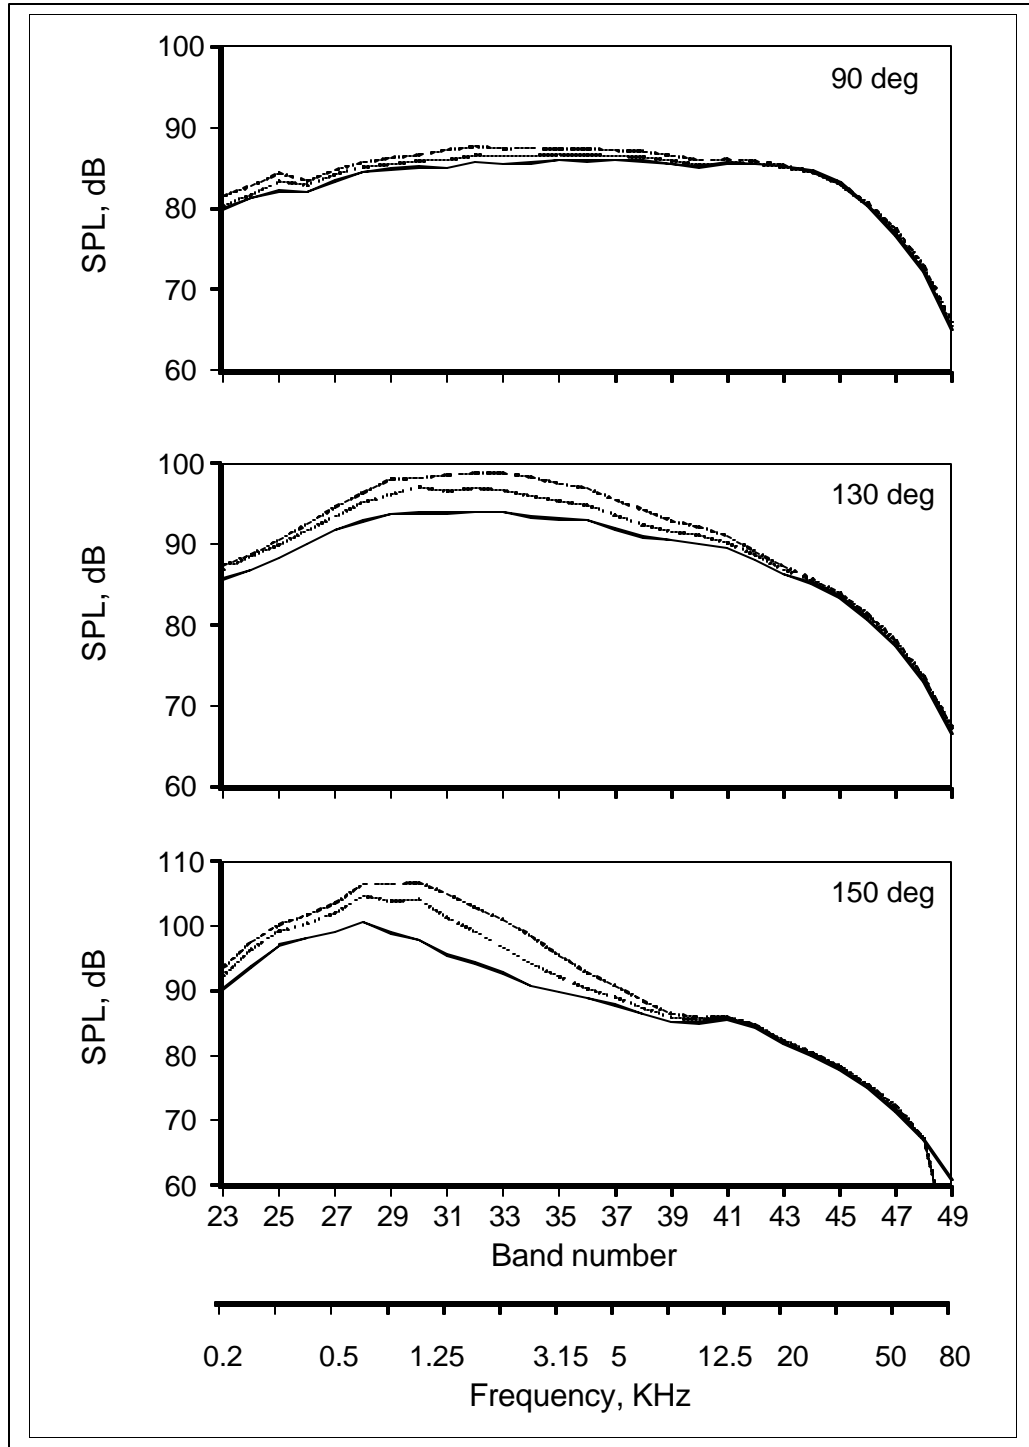 100
90 deg
90
80
70
60
SPL, dB
100
130 deg
90
80
70
60
SPL, dB
110
150 deg
100
90
80
70
60
SPL, dB
23 25 27 29 31 33 35 37 39 41 43 45 47 49
Band number
0.2 0.5 1.25 3.15 5 12.5 20 50 80
Frequency, KHz